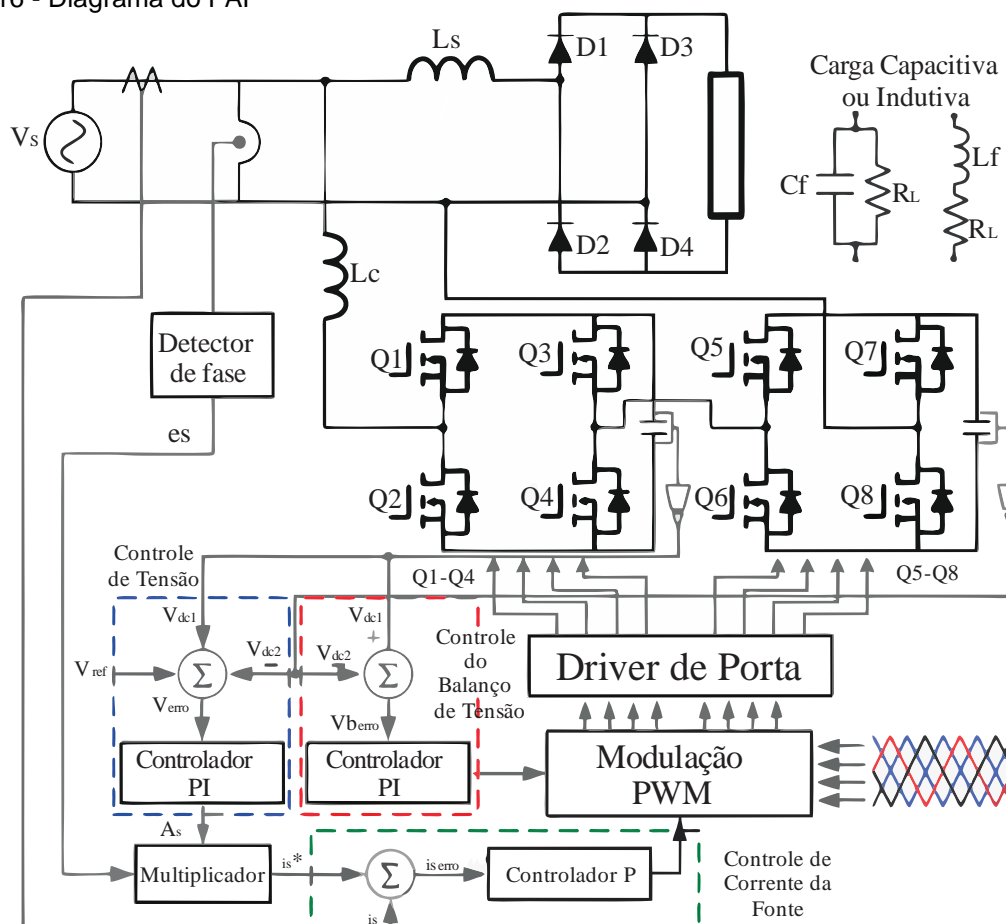 - Diagrama do
Ls
D1
D3
Carga Capacitiva
ou Indutiva
Vs
Cf
RL
Lf
RL
D2
D4
Lc
Detector
de fase
es
Q1
Q3
Q5
Q7
Q2
Q4
Q6
Q8
Controle
de Tensão
Q1-Q4
Q5-Q8
Vdc1
Vdc1
+
Controle
do
Balanço
de Tensão
Vref
Σ
Vdc2
-
Vdc2
-
Σ
Driver de Porta
Verro
Vberro
Controlador
PI
Controlador
PI
Modulação
PWM
As
Multiplicador
is*
Σ
is erro
Controlador P
Controle de
Corrente da
Fonte
is